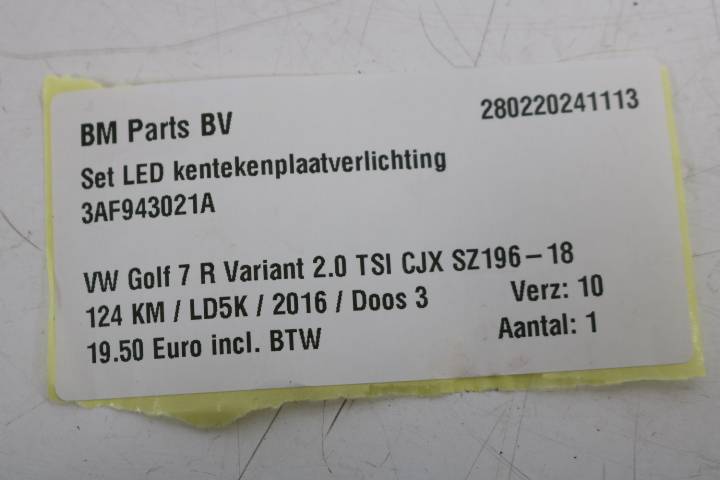 BM Parts BV 280220241113
Set LED kentekenplaatverlichting
3AF943021A
VW Golf 7 R Variant 2.0 TSI CJX SZ196-18
124 KM / LD5K / 2016 / Doos 3 Verz: 10
19.50 Euro incl. BTW Aantal: 1